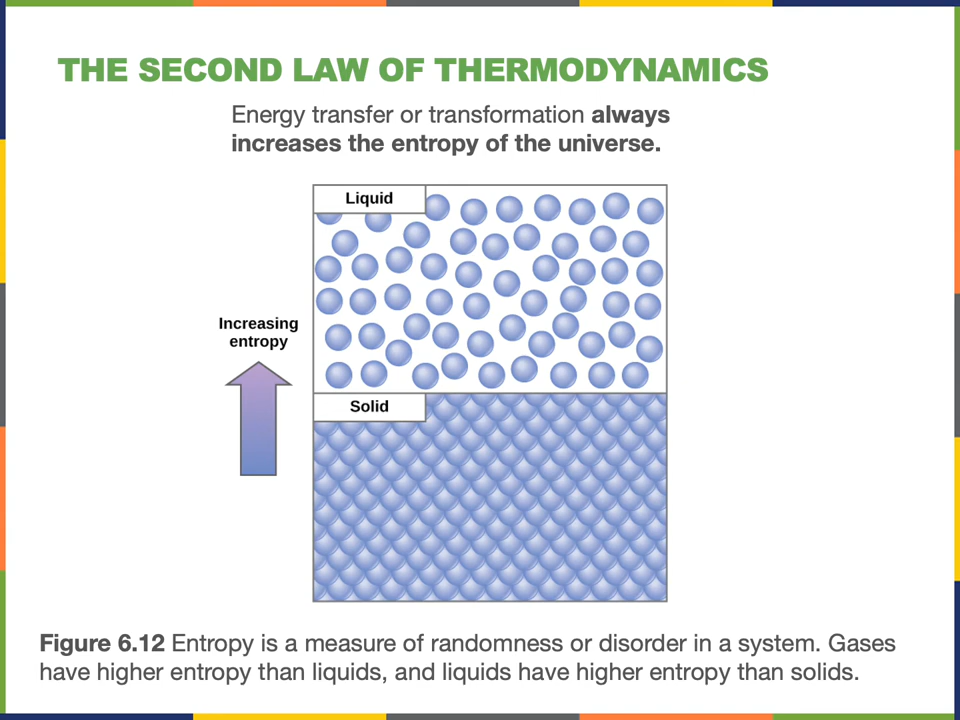 THE SECOND LAW OF THERMODYNAMICS
Energy transfer or transformation always
increases the entropy of the universe.
Liquid
Increasing
entropy
Solid
Figure 6.12 Entropy is a measure of randomness or disorder in a system. Gases
have higher entropy than liquids, and liquids have higher entropy than solids.